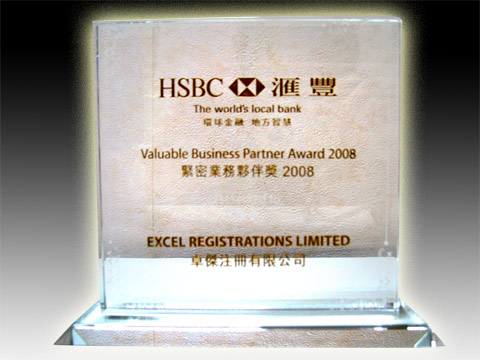 HSBC 滙豐
The world's local bank
環球金融 地方智慧
Valuable Business Partner Award 2008
緊密業務夥伴獎 2008
EXCEL REGISTRATIONS LIMITED
卓傑注冊有限公司